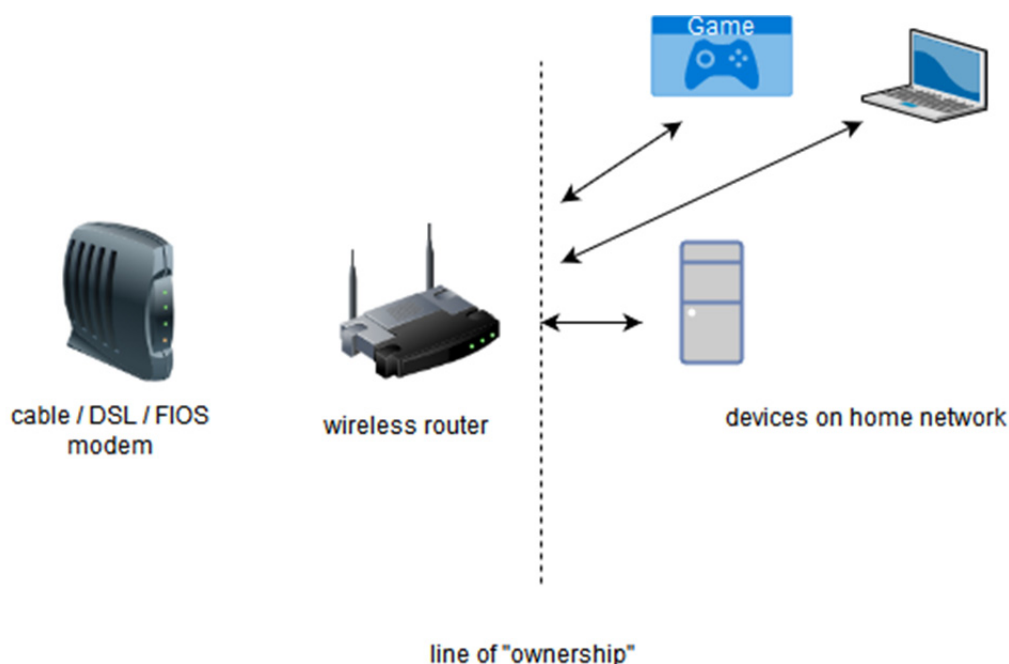 Game
cable / DSL / FIOS
modem
wireless router
devices on home network
line of "ownership"